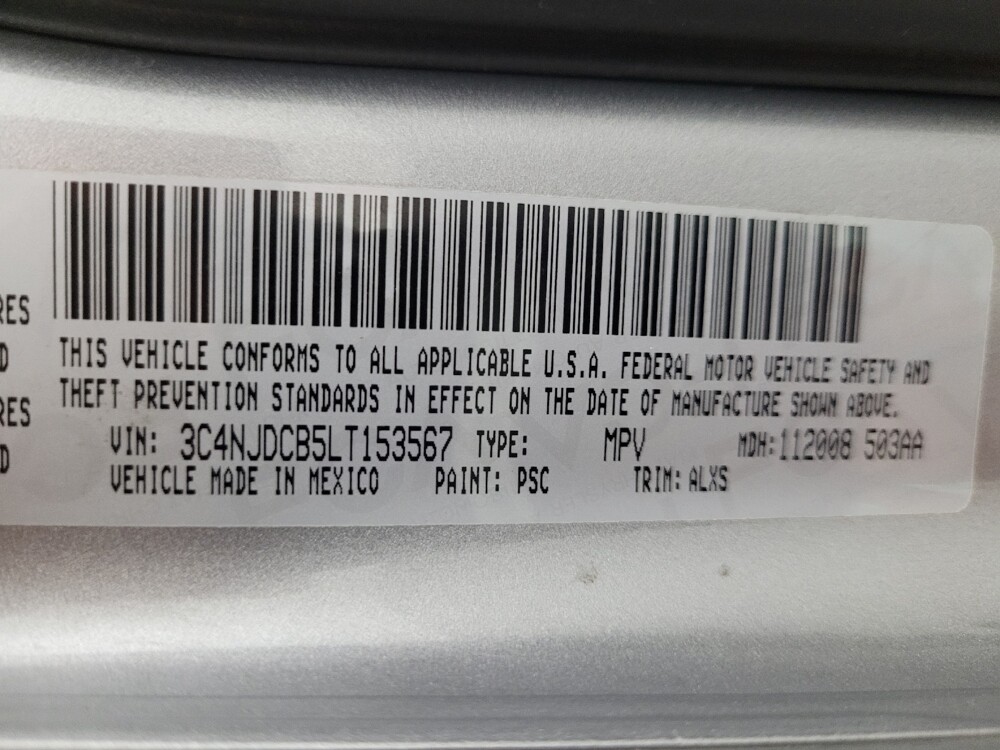 RES
D
RES
D
THIS VEHICLE CONFORMS TO ALL APPLICABLE U.S.A. FEDERAL MOTOR VEHICLE SAFETY AND
THEFT PREVENTION STANDARDS IN EFFECT ON THE DATE OF MANUFACTURE SHOWN ABOVE.
VIN: 3C4NJDCB5LT153567 TYPE: MPV MDH:112008 503AA
VEHICLE MADE IN MEXICO PAINT: PSC TRIM: ALXS